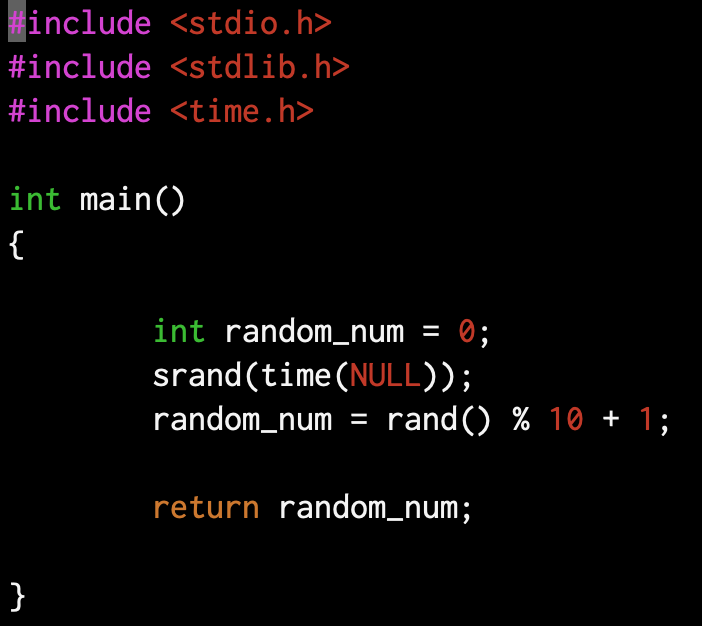 #include <stdio.h>
#include <stdlib.h>
#include <time.h>
int main()
{
int random_num = 0;
srand(time(NULL));
random_num = rand() % 10 + 1;
return random_num;
}